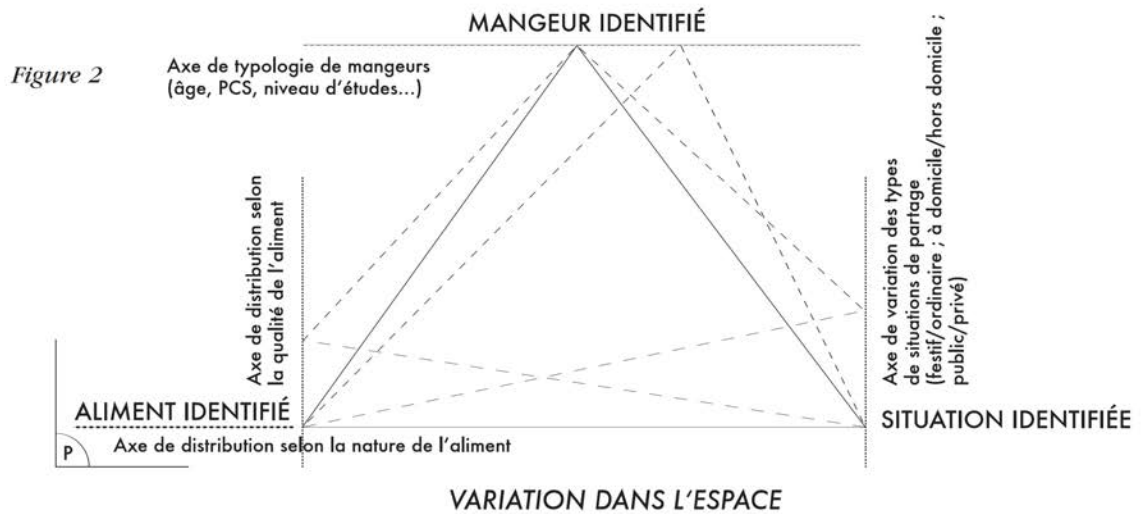 MANGEUR IDENTIFIÉ
Figure 2
Axe de typologie de mangeurs
(âge, PCS, niveau d'études...)
Axe de distribution selon
la qualité de l'aliment
Axe de variation des types
de situations de partage
(festif/ordinaire ; à domicile/hors domicile ;
public/privé)
ALIMENT IDENTIFIÉ
SITUATION IDENTIFIÉE
P
Axe de distribution selon la nature de l'aliment
VARIATION DANS L'ESPACE